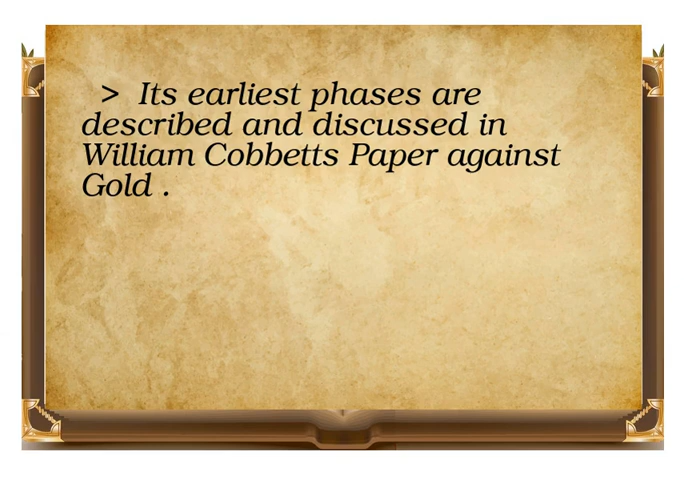 > Its earliest phases are
described and discussed in
William Cobbetts Paper against
Gold .